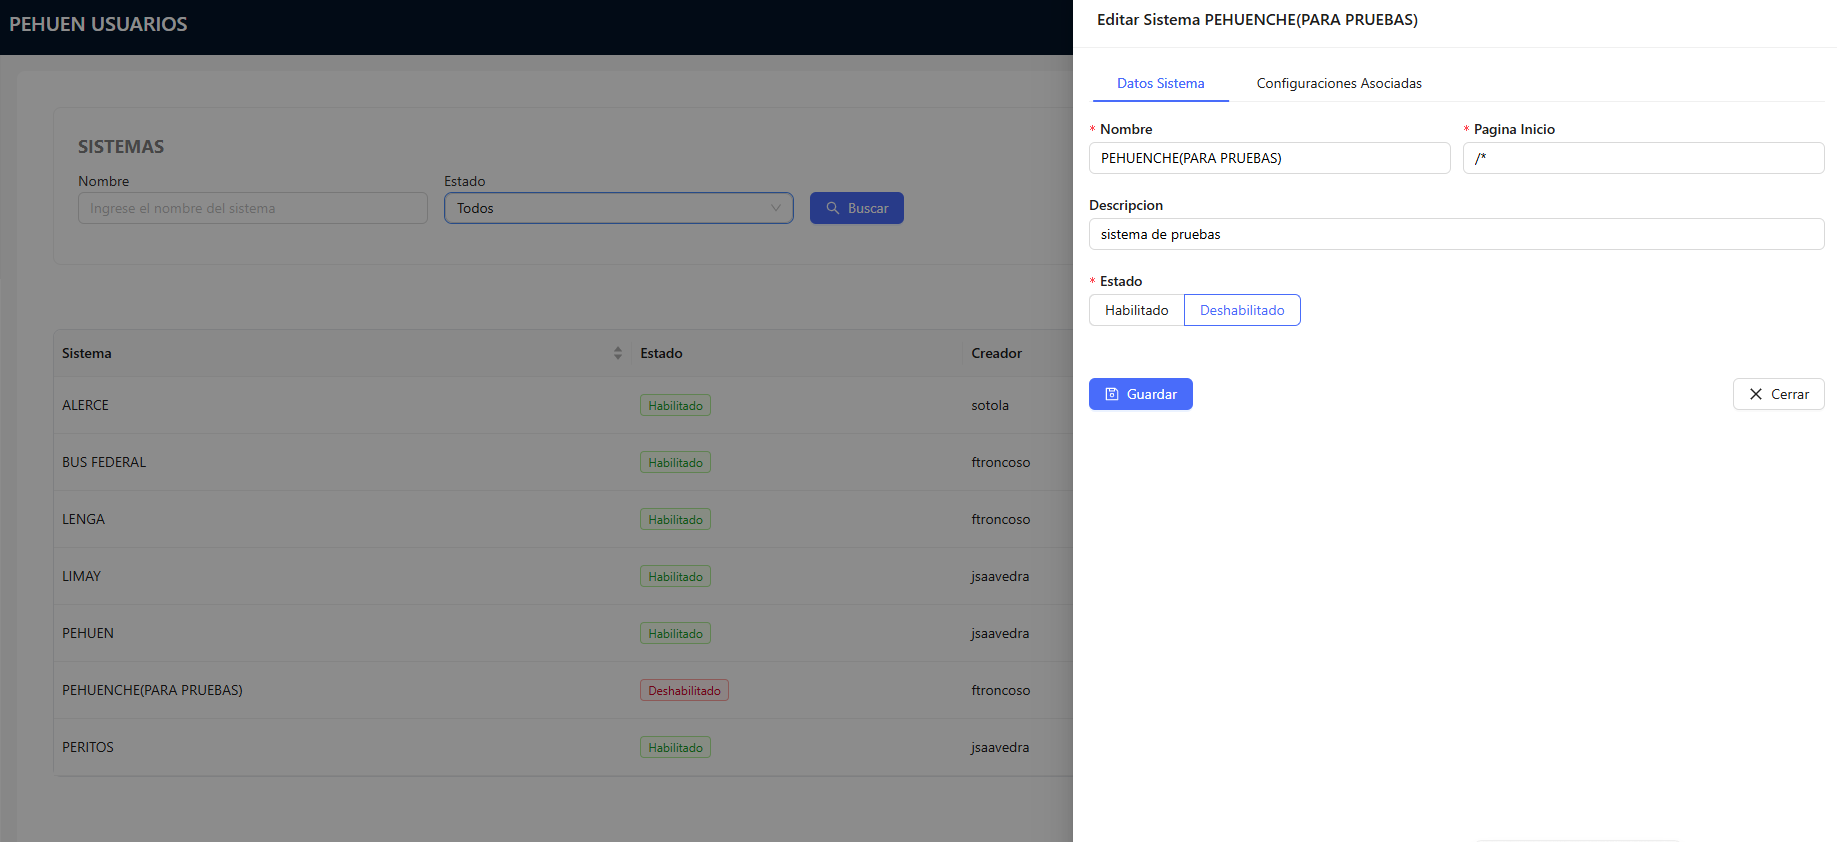 PEHUEN USUARIOS
SISTEMAS
Nombre Estado
Ingrese el nombre del sistema Todos Buscar
Sistema Estado Creador
ALERCE Habilitado sotola
BUS FEDERAL Habilitado ftroncoso
LENGA Habilitado ftroncoso
LIMAY Habilitado jsaavedra
PEHUEN Habilitado jsaavedra
PEHUENCHE(PARA PRUEBAS) Deshabilitado ftroncoso
PERITOS Habilitado jsaavedra
Editar Sistema PEHUENCHE(PARA PRUEBAS)
Datos Sistema Configuraciones Asociadas
* Nombre * Pagina Inicio
PEHUENCHE(PARA PRUEBAS) /*
Descripcion
sistema de pruebas
* Estado
Habilitado Deshabilitado
Guardar Cerrar